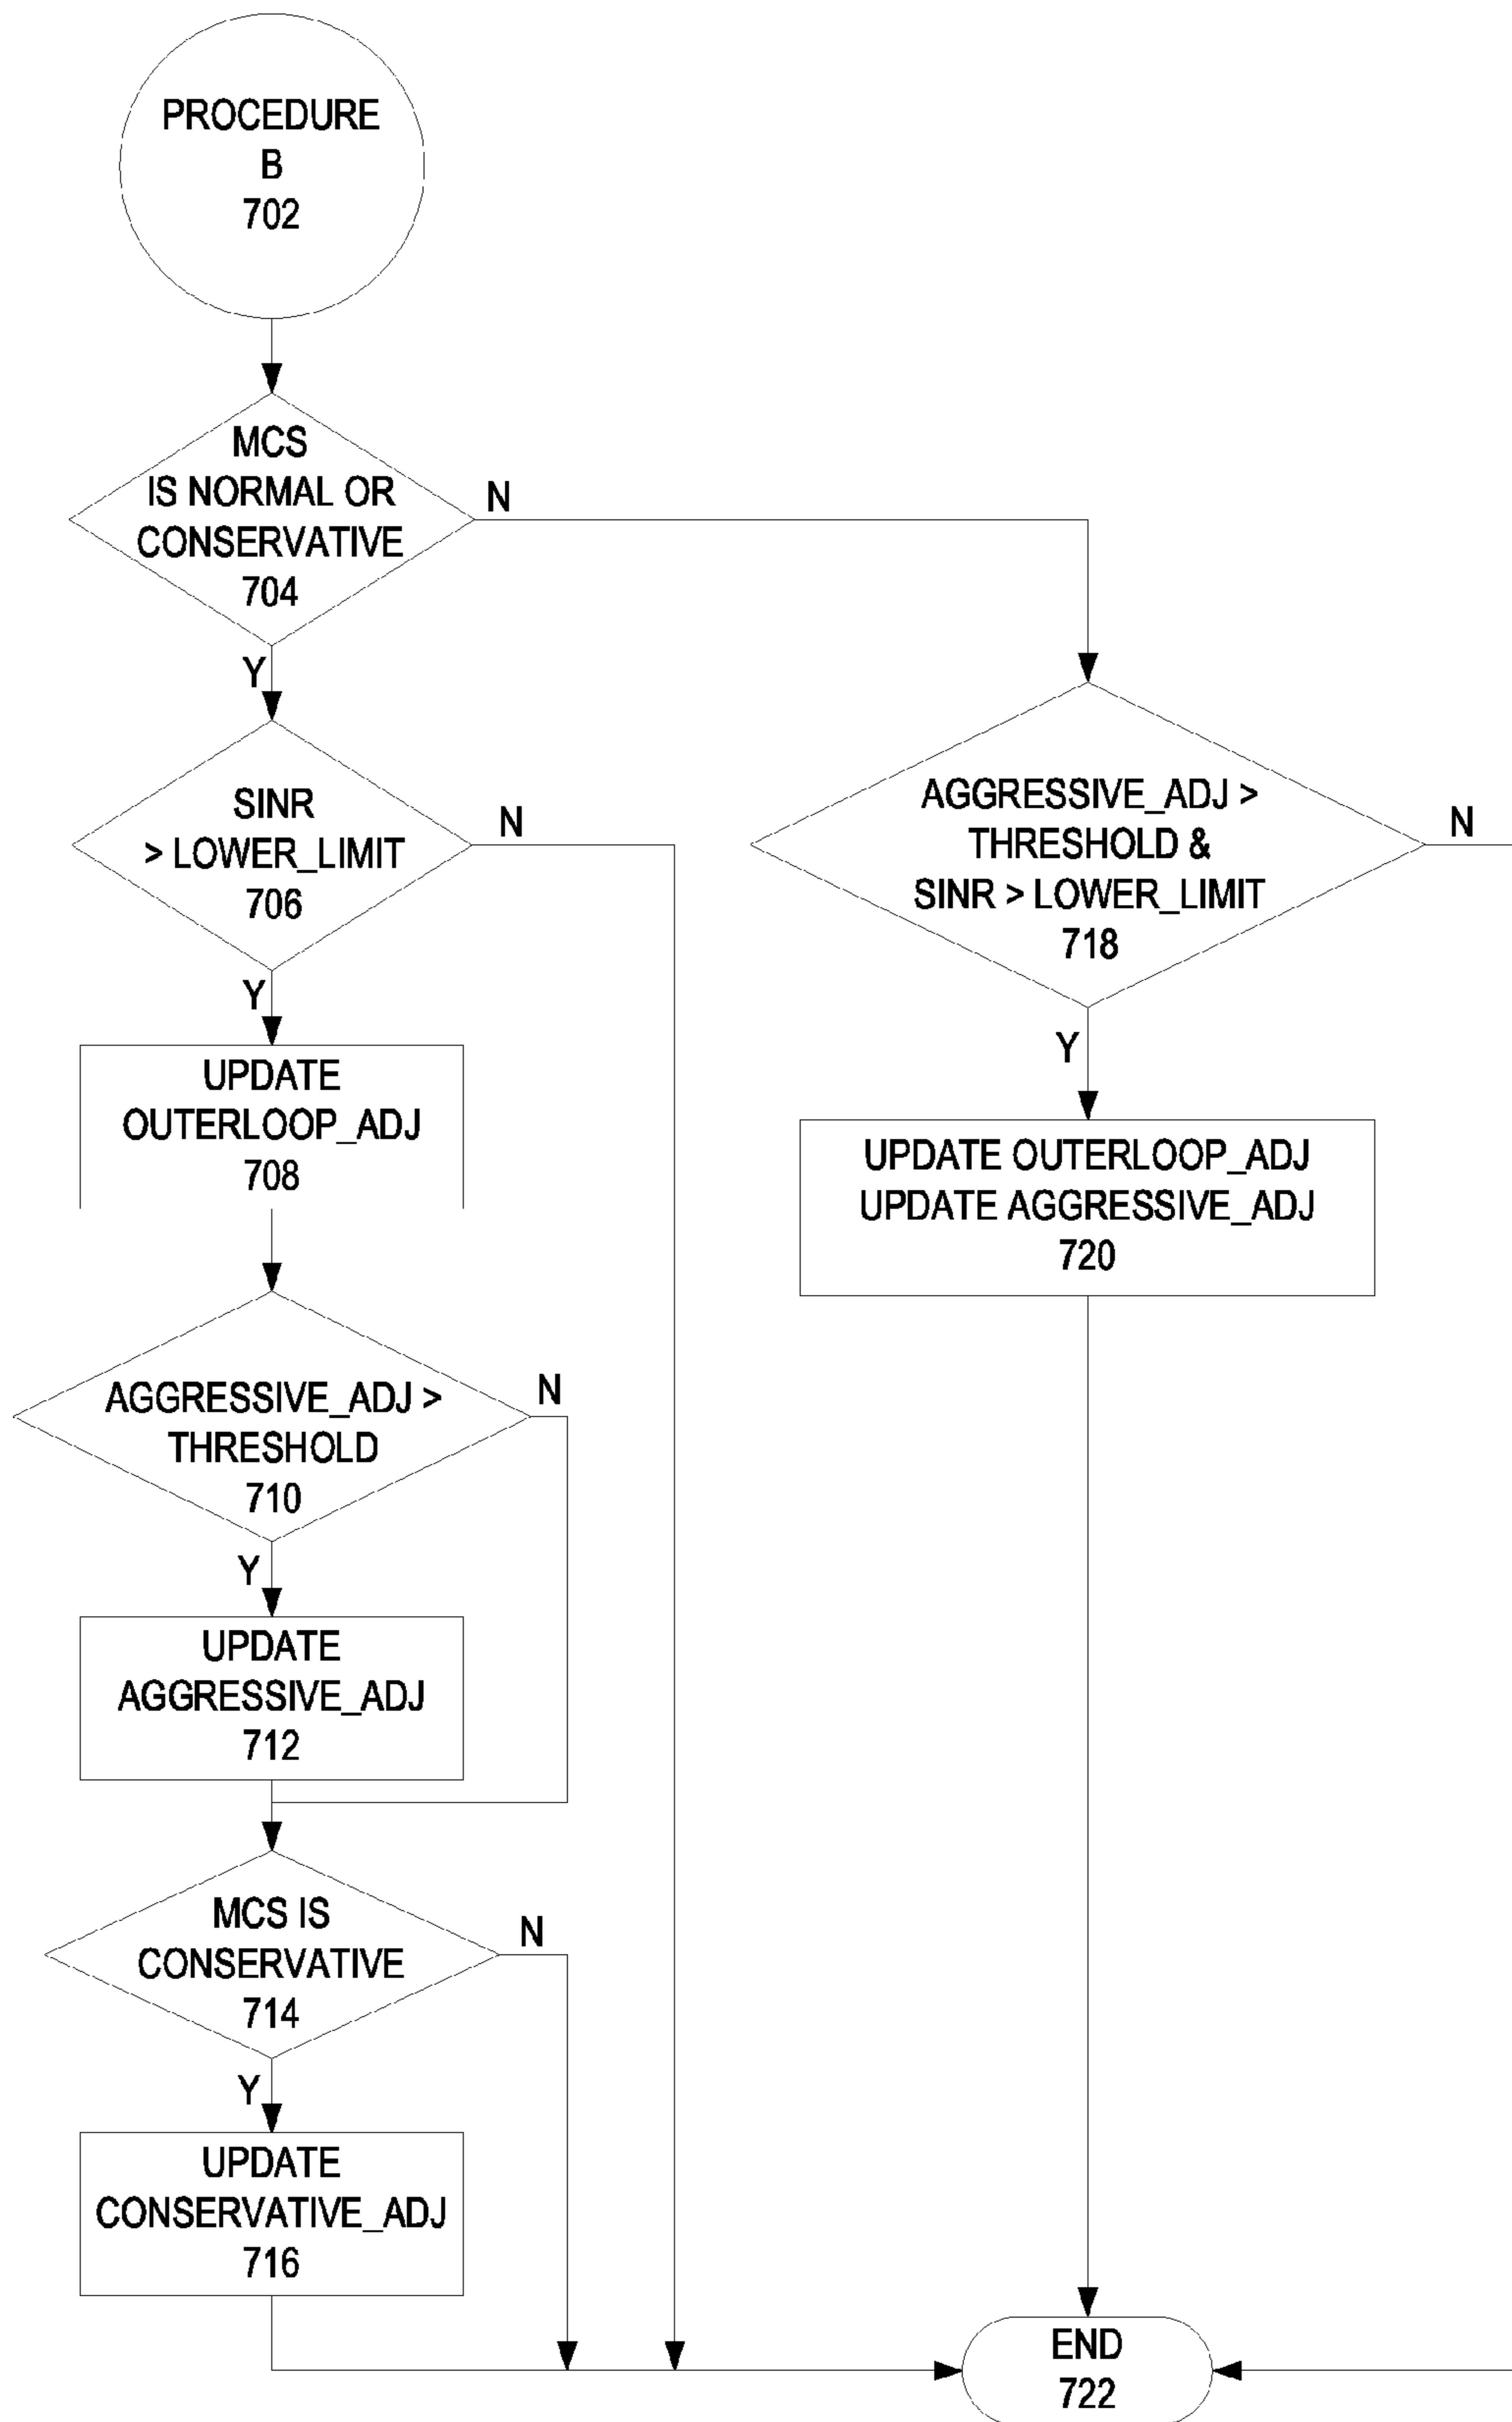 PROCEDURE
B
702
MCS
IS NORMAL OR
CONSERVATIVE
704
N
Y
SINR
> LOWER_LIMIT
706
N
Y
UPDATE
OUTERLOOP_ADJ
708
AGGRESSIVE_ADJ >
THRESHOLD
710
N
Y
UPDATE
AGGRESSIVE_ADJ
712
MCS IS
CONSERVATIVE
714
N
Y
UPDATE
CONSERVATIVE_ADJ
716
AGGRESSIVE_ADJ >
THRESHOLD &
SINR > LOWER_LIMIT
718
N
Y
UPDATE OUTERLOOP_ADJ
UPDATE AGGRESSIVE_ADJ
720
END
722